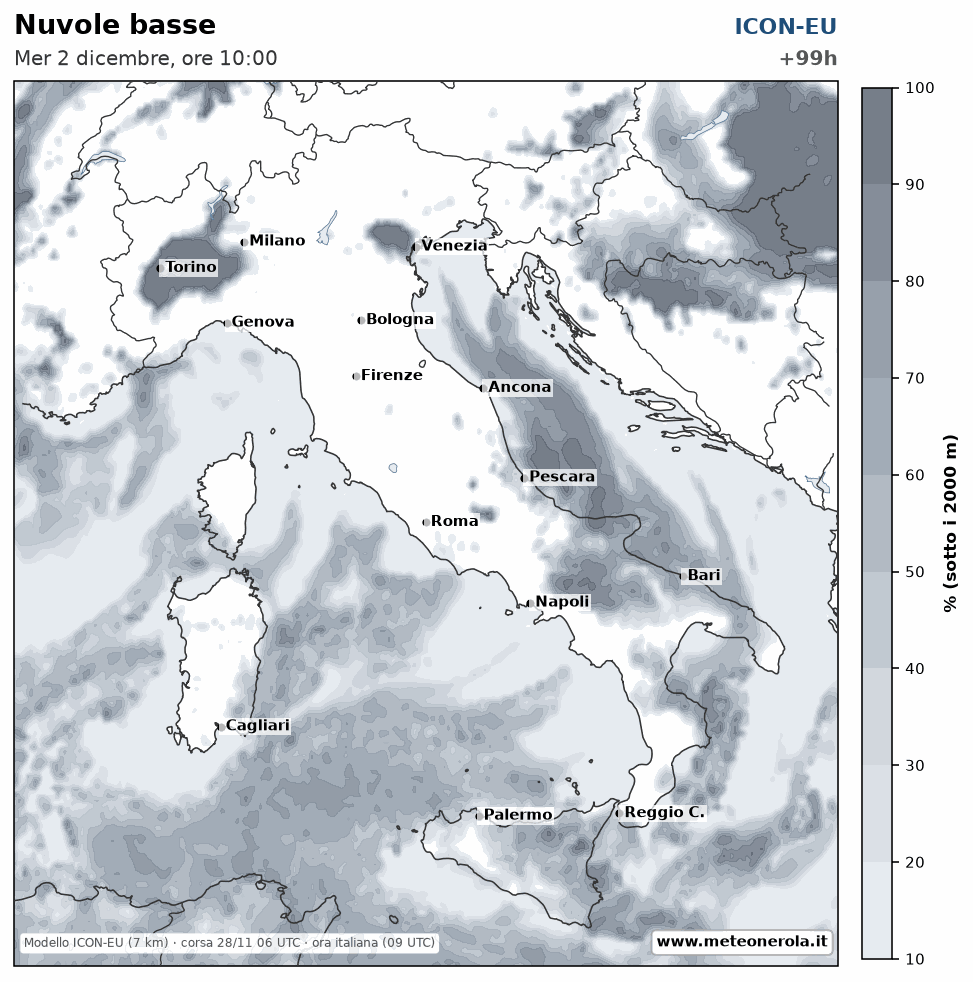 Nuvole basse
ICON-EU
Mer 2 dicembre, ore 10:00
+99h
Milano
Venezia
Torino
Genova
Bologna
Firenze
Ancona
Pescara
Roma
Bari
Napoli
Cagliari
Palermo
Reggio C.
100
90
80
70
60
50
40
30
20
10
% (sotto i 2000 m)
Modello ICON-EU (7 km) · corsa 28/11 06 UTC · ora italiana (09 UTC)
www.meteonerola.it